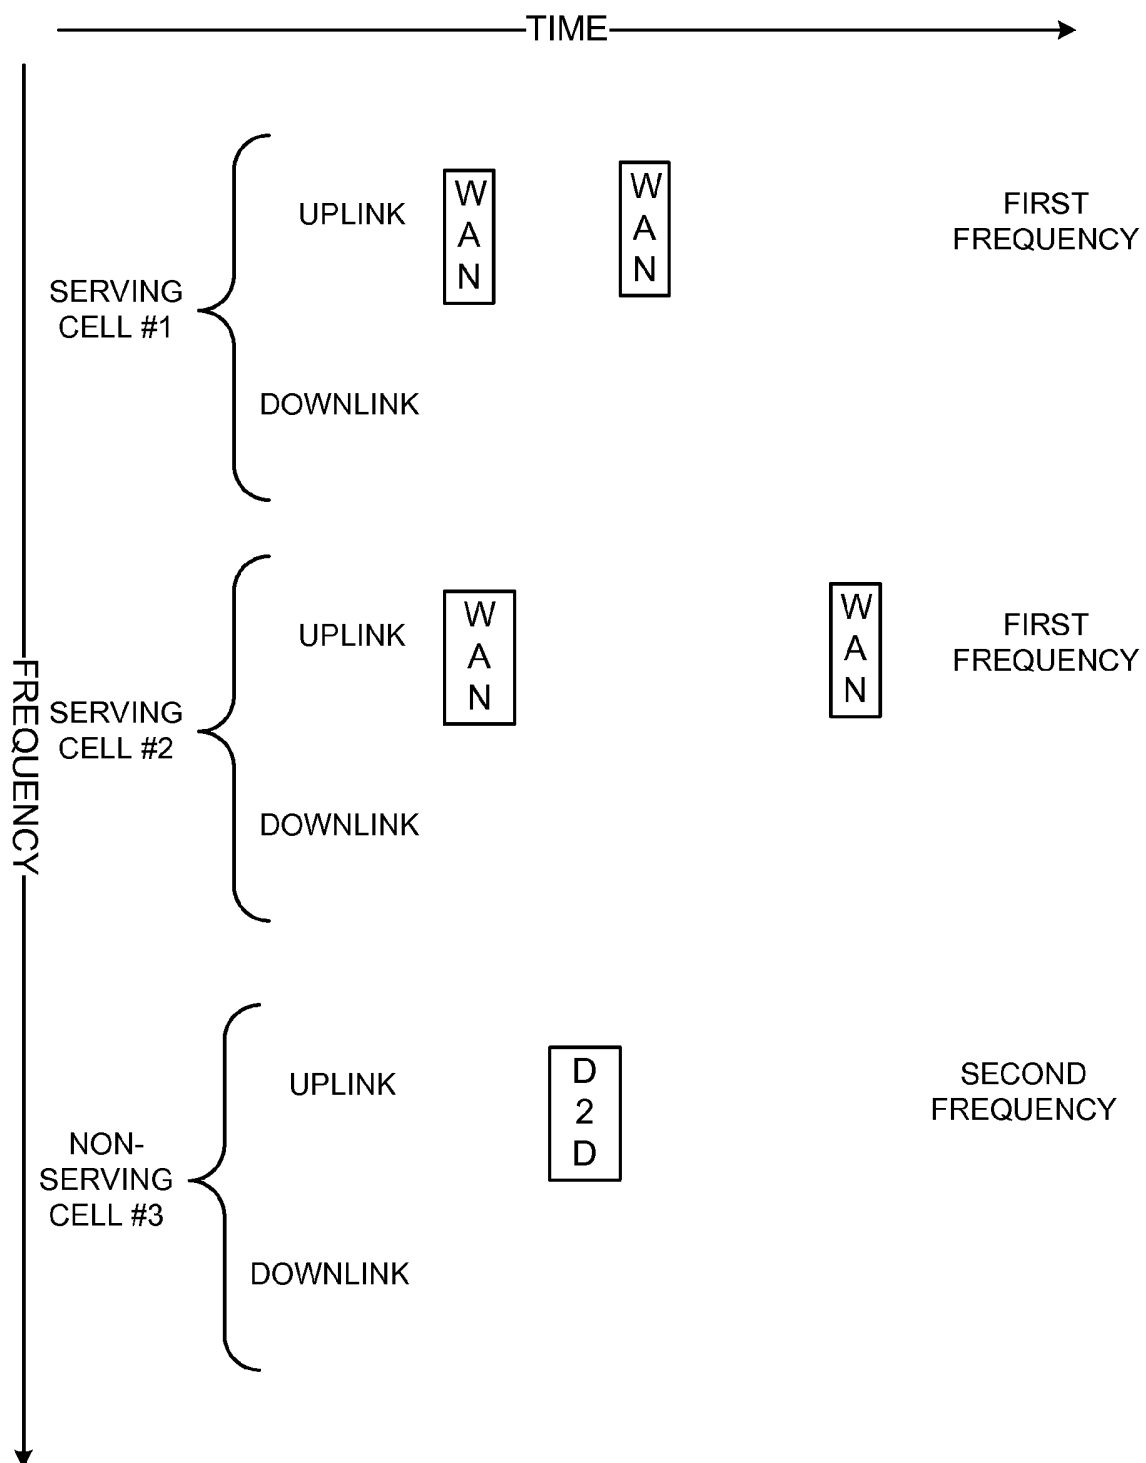 TIME
FREQUENCY
SERVING
CELL #1
UPLINK
W
A
N
W
A
N
FIRST
FREQUENCY
DOWNLINK
SERVING
CELL #2
UPLINK
W
A
N
W
A
N
FIRST
FREQUENCY
DOWNLINK
NON-
SERVING
CELL #3
UPLINK
D
2
D
SECOND
FREQUENCY
DOWNLINK